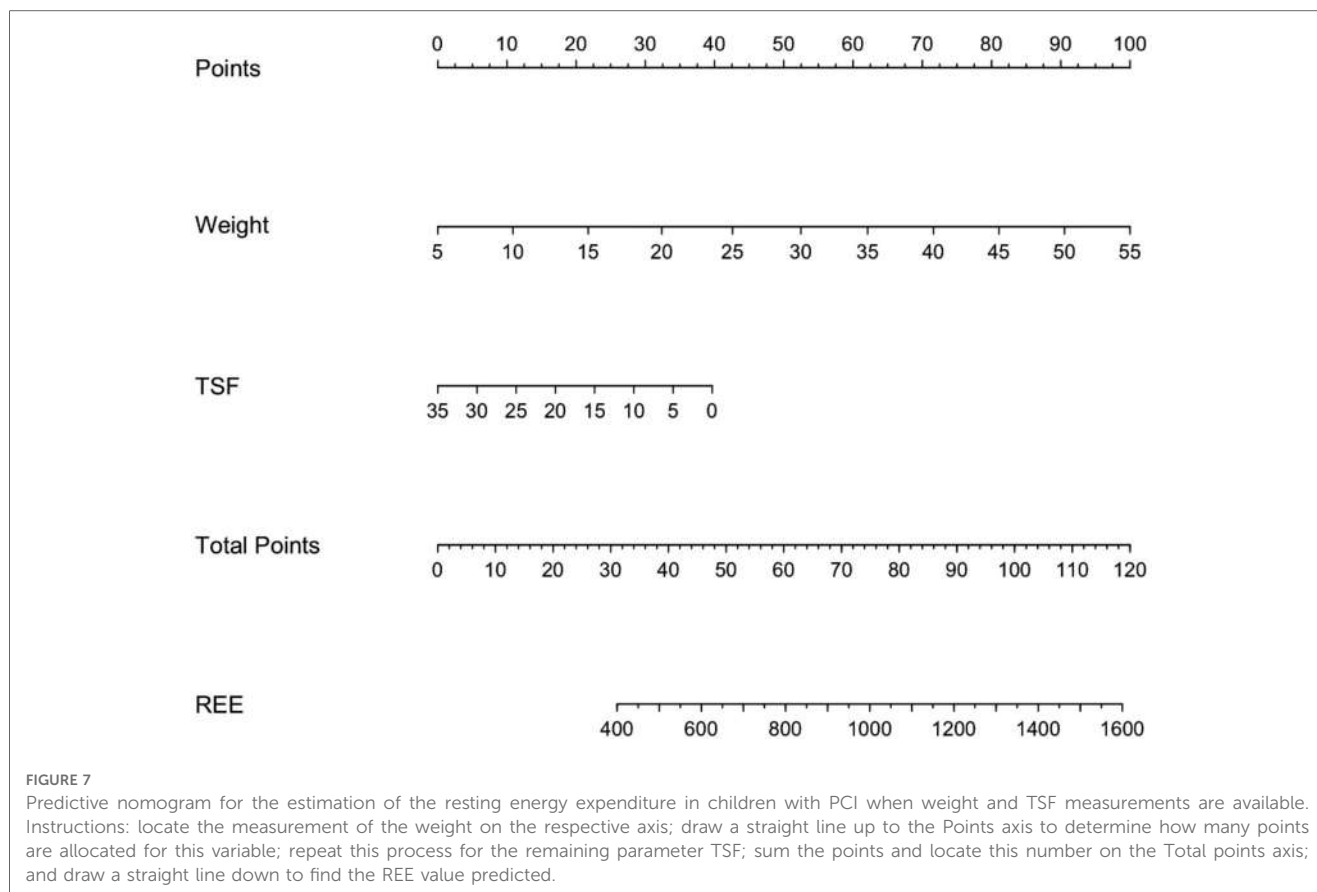 0 10 20 30 40 50 60 70 80 90 100
Points
Weight
5 10 15 20 25 30 35 40 45 50 55
TSF
35 30 25 20 15 10 5 0
Total Points
0 10 20 30 40 50 60 70 80 90 100 110 120
REE
400 600 800 1000 1200 1400 1600
FIGURE 7
Predictive nomogram for the estimation of the resting energy expenditure in children with PCI when weight and TSF measurements are available.
Instructions: locate the measurement of the weight on the respective axis; draw a straight line up to the Points axis to determine how many points
are allocated for this variable; repeat this process for the remaining parameter TSF; sum the points and locate this number on the Total points axis;
and draw a straight line down to find the REE value predicted.